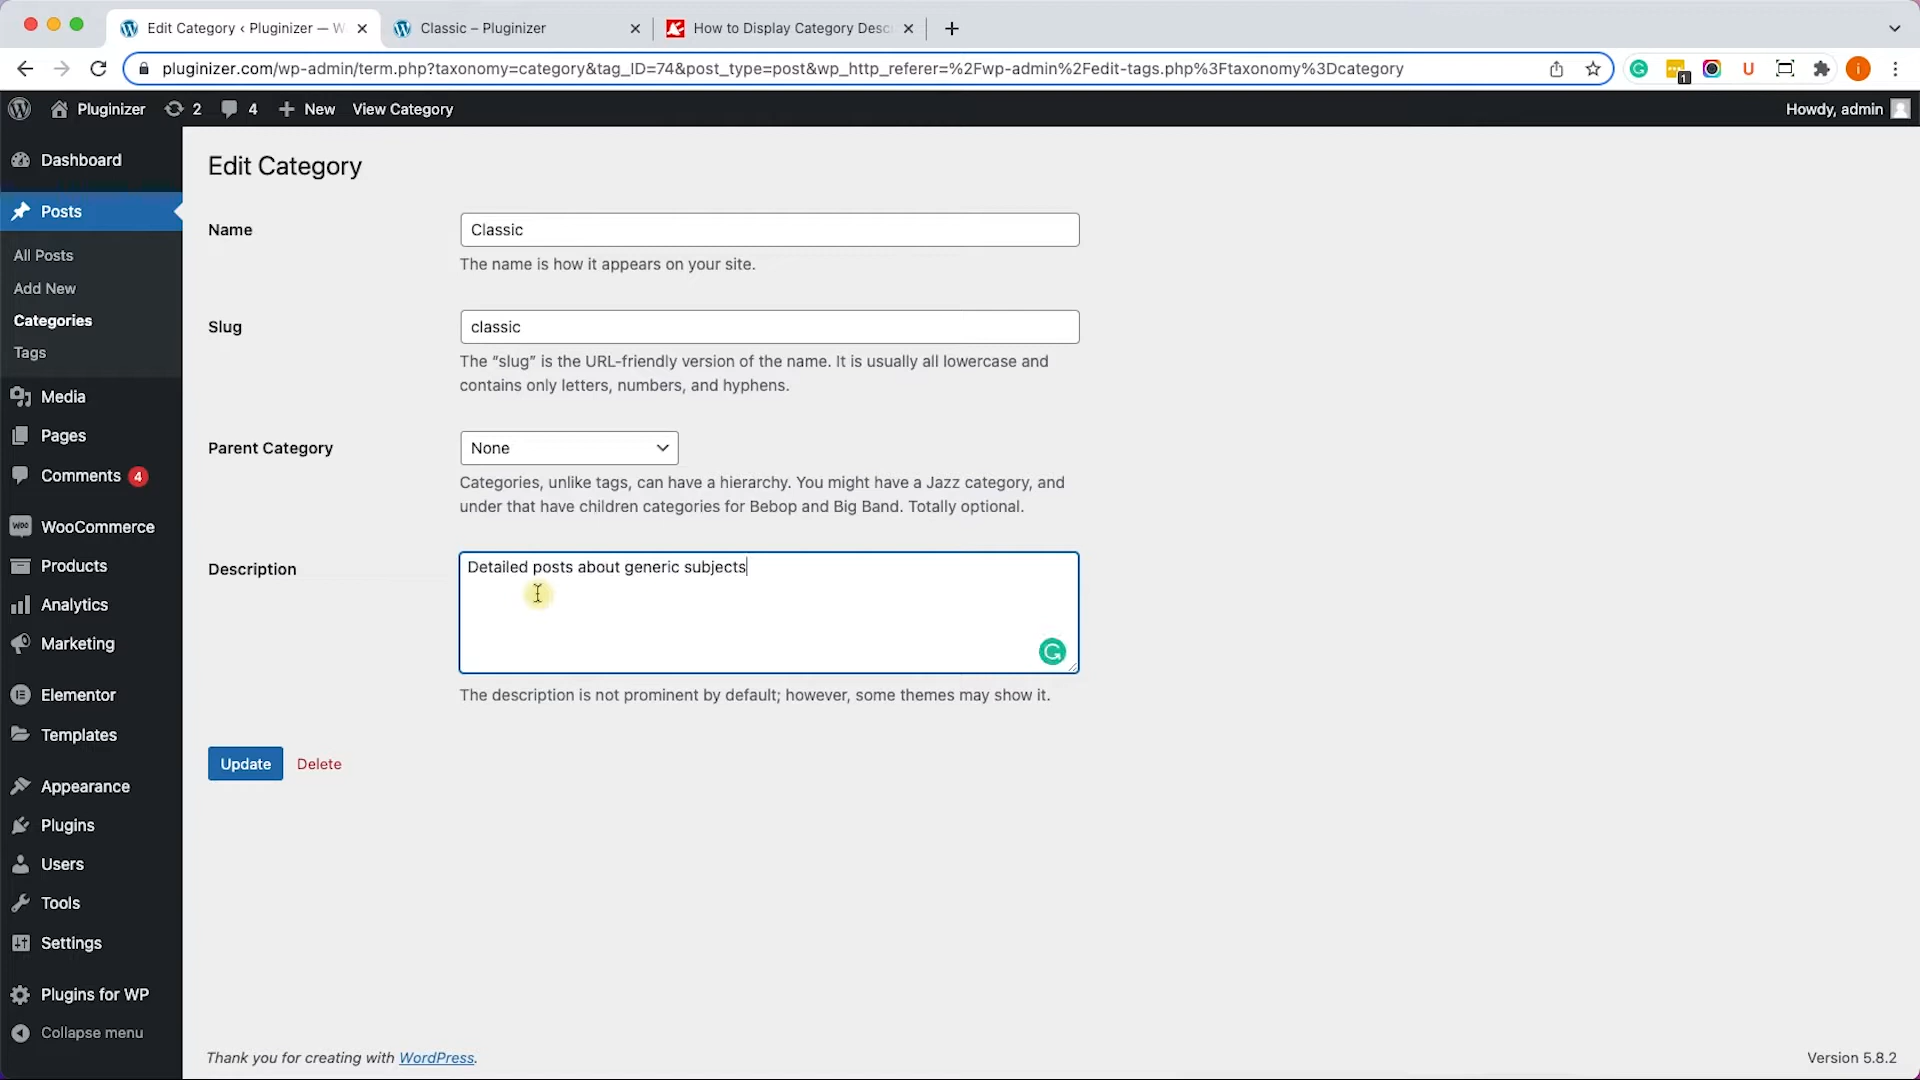 Edit Category ‹ Pluginizer — W
Classic – Pluginizer
How to Display Category Desc
pluginizer.com/wp-admin/term.php?taxonomy=category&tag_ID=74&post_type=post&wp_http_referer=%2Fwp-admin%2Fedit-tags.php%3Ftaxonomy%3Dcategory
1
U
i
Pluginizer
2
4
New
View Category
Howdy, admin
Dashboard
Posts
All Posts
Add New
Categories
Tags
Media
Pages
Comments 4
WooCommerce
Products
Analytics
Marketing
Elementor
Templates
Appearance
Plugins
Users
Tools
Settings
Plugins for WP
Collapse menu
Edit Category
Name
Classic
The name is how it appears on your site.
Slug
classic
The “slug” is the URL-friendly version of the name. It is usually all lowercase and
contains only letters, numbers, and hyphens.
Parent Category
None
Categories, unlike tags, can have a hierarchy. You might have a Jazz category, and
under that have children categories for Bebop and Big Band. Totally optional.
Description
Detailed posts about generic subjects
The description is not prominent by default; however, some themes may show it.
Update
Delete
Thank you for creating with WordPress.
Version 5.8.2